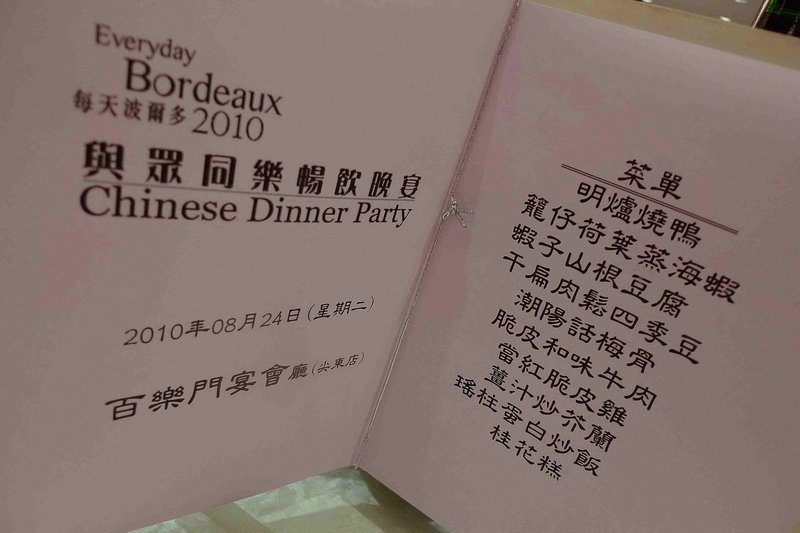 Everyday
Bordeaux
每天波爾多2010
與眾同樂暢飲晚宴
Chinese Dinner Party
2010年08月24日(星期二)
百樂門宴會廳(尖東店)
菜單
明爐燒鴨
籠仔荷葉蒸海蝦
蝦子山根豆腐
干扁肉鬆四季豆
潮陽話梅骨
脆皮和味牛肉
當紅脆皮雞
薑汁炒芥蘭
瑤柱蛋白炒飯
桂花糕